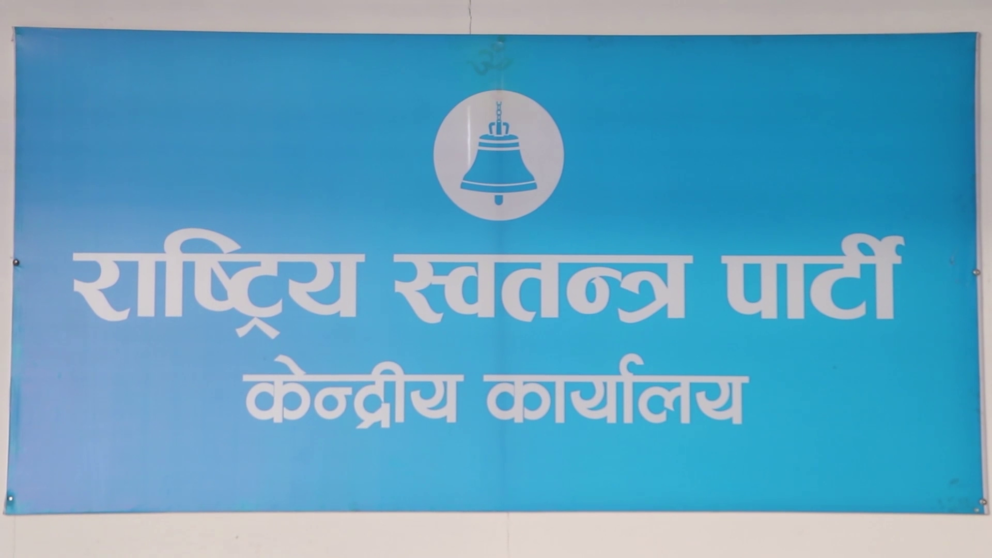 राष्ट्रिय स्वतन्त्र पार्टी
केन्द्रीय कार्यालय